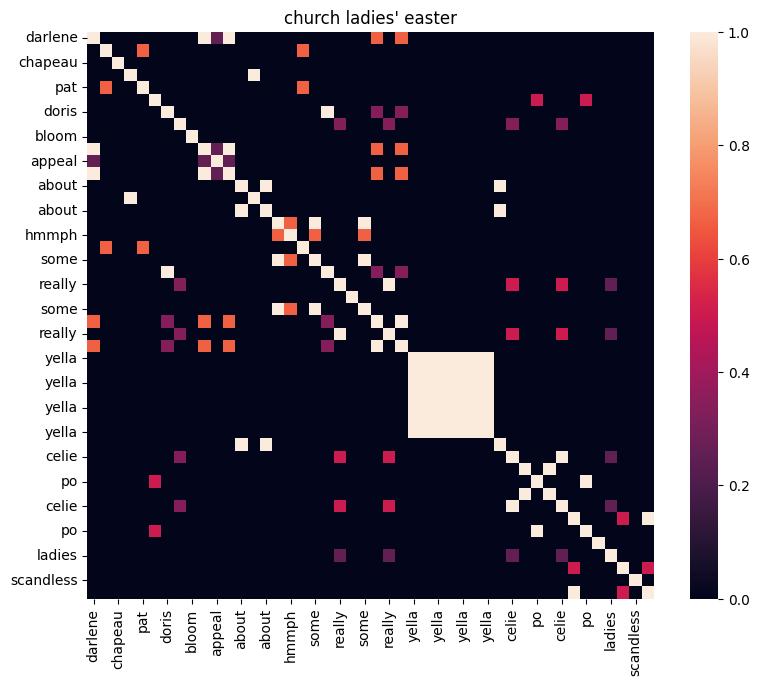 church ladies' easter
darlene
chapeau
pat
doris
bloom
appeal
about
about
hmmph
some
really
some
really
yella
yella
yella
yella
celie
po
celie
po
ladies
scandless
1.0
0.8
0.6
0.4
0.2
0.0
darlene
chapeau
pat
doris
bloom
appeal
about
about
hmmph
some
really
some
really
yella
yella
yella
yella
celie
po
celie
po
ladies
scandless